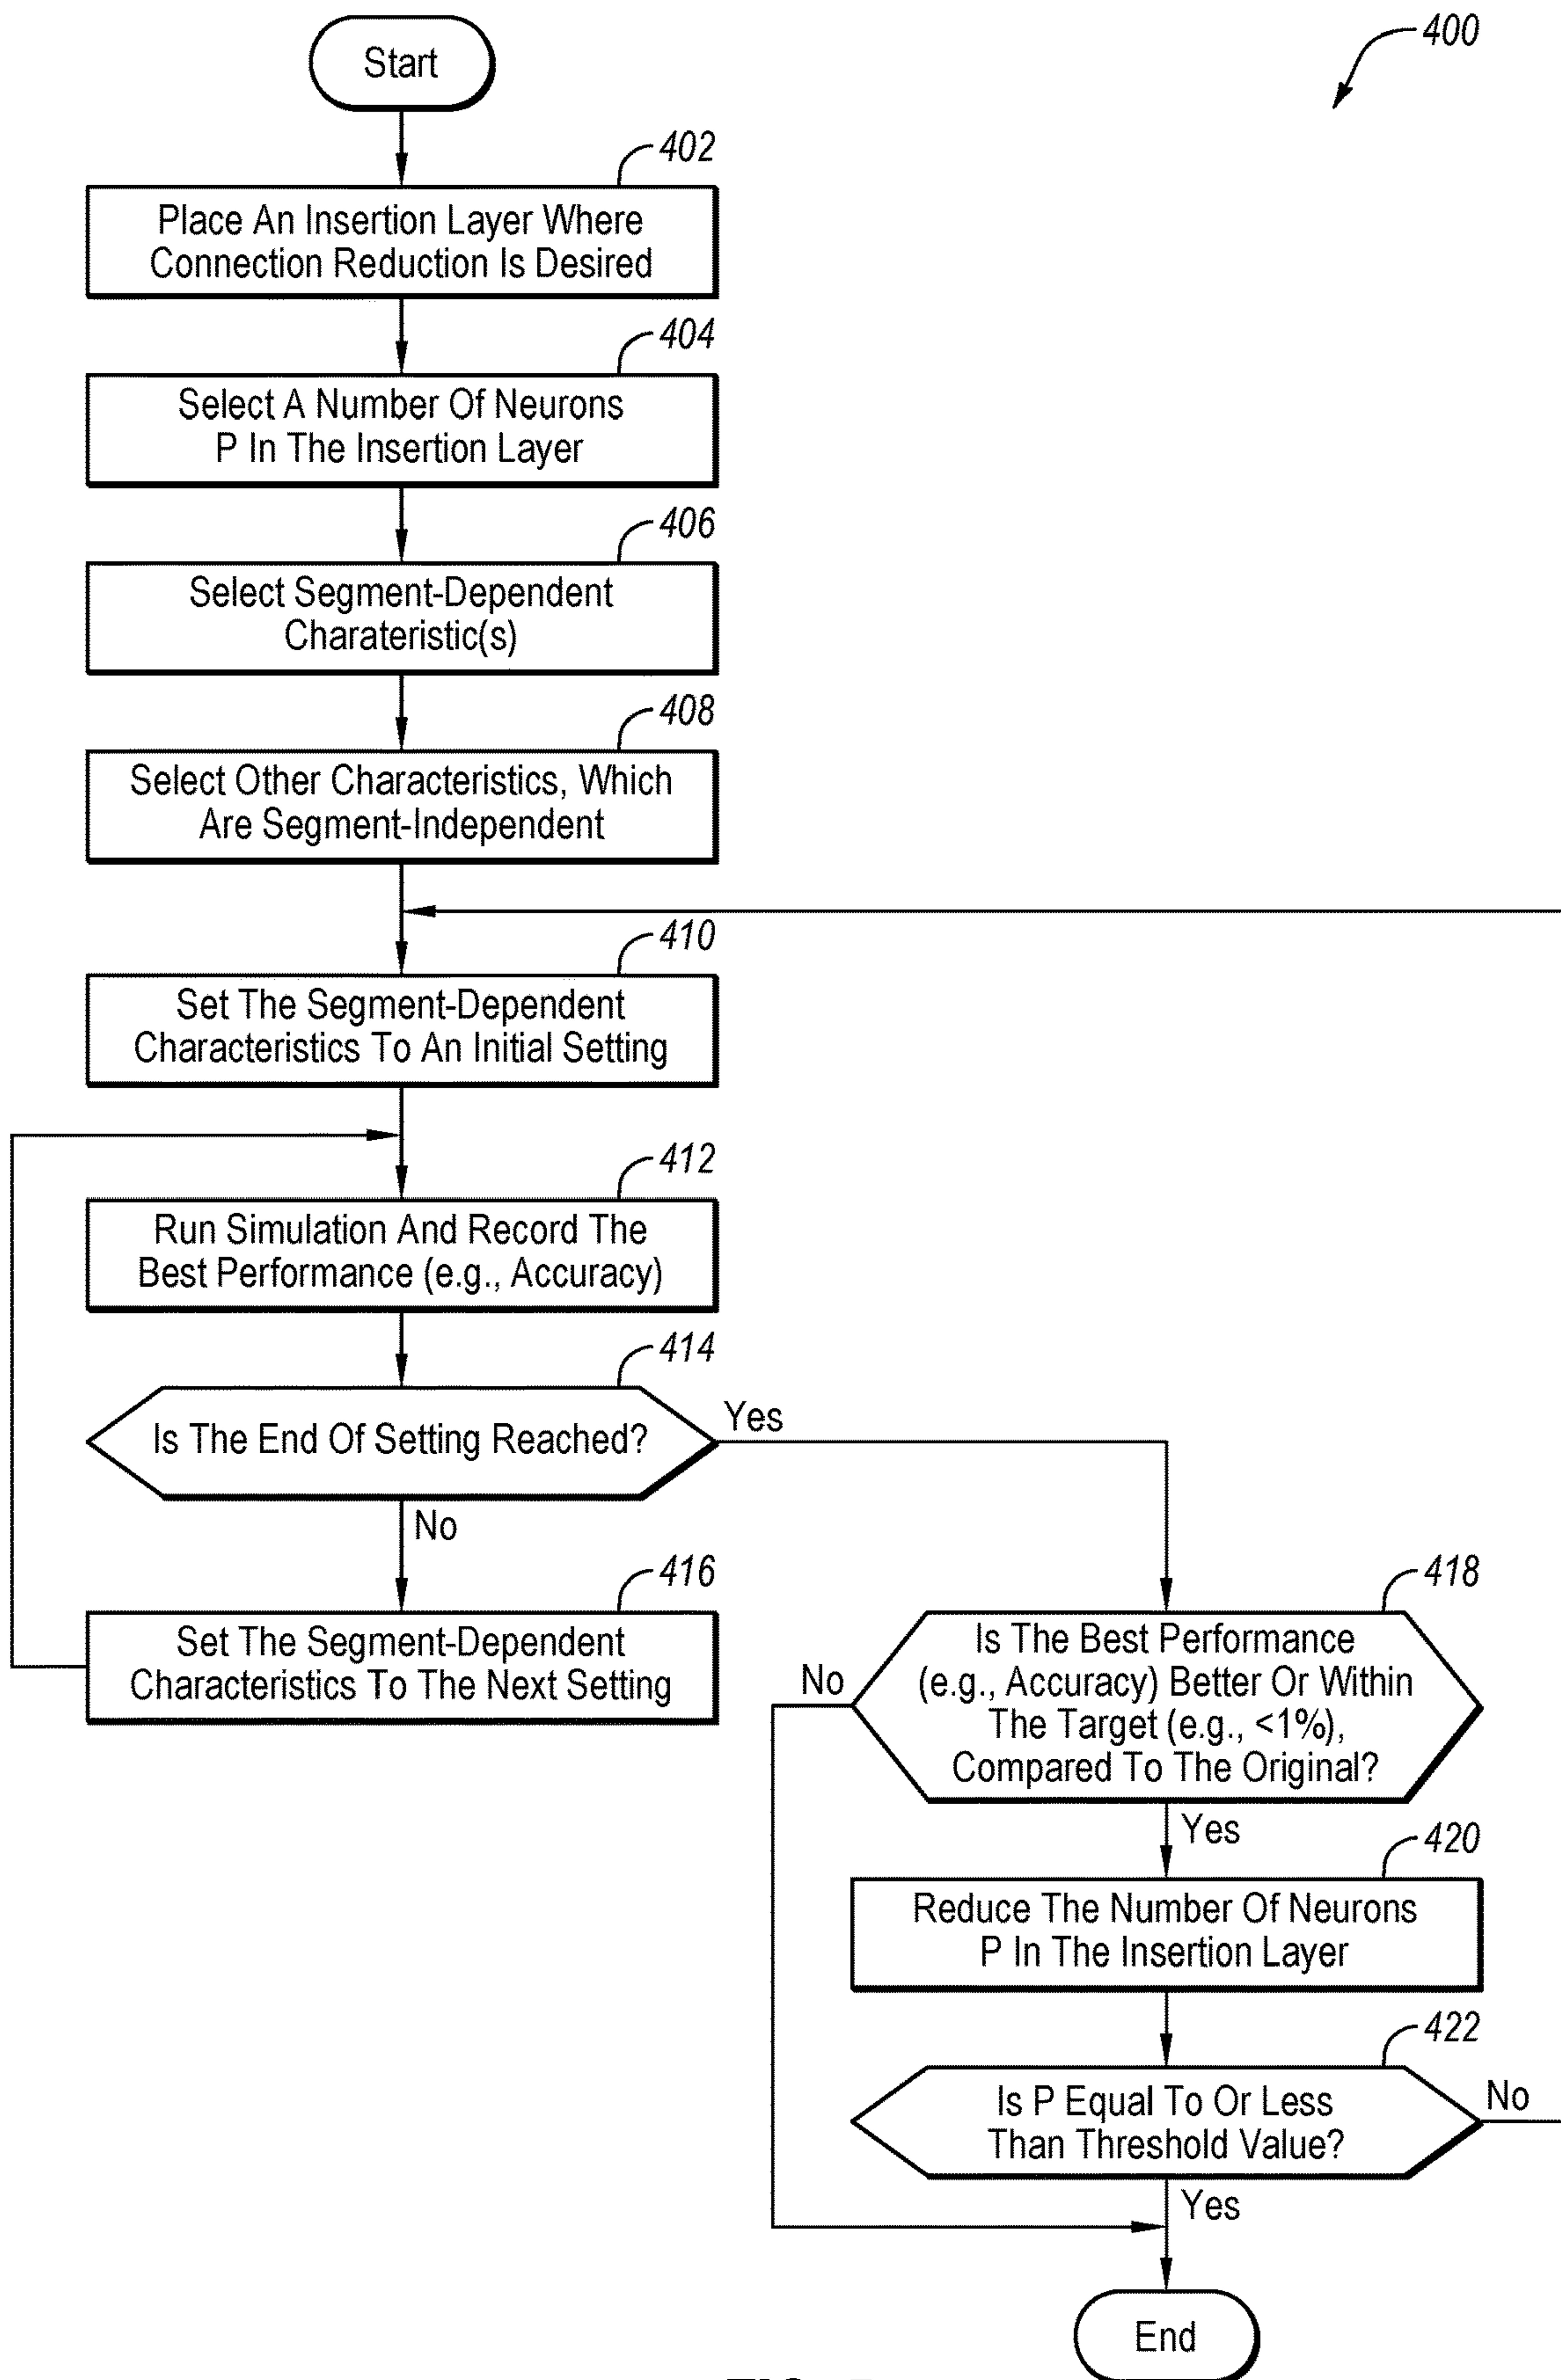 400
Start
402
Place An Insertion Layer Where
Connection Reduction Is Desired
404
Select A Number Of Neurons
P In The Insertion Layer
406
Select Segment-Dependent
Charateristic(s)
408
Select Other Characteristics, Which
Are Segment-Independent
410
Set The Segment-Dependent
Characteristics To An Initial Setting
412
Run Simulation And Record The
Best Performance (e.g., Accuracy)
414
Is The End Of Setting Reached?
Yes
No
416
Set The Segment-Dependent
Characteristics To The Next Setting
418
Is The Best Performance
(e.g., Accuracy) Better Or Within
The Target (e.g., <1%),
Compared To The Original?
No
Yes
420
Reduce The Number Of Neurons
P In The Insertion Layer
422
Is P Equal To Or Less
Than Threshold Value?
No
Yes
End